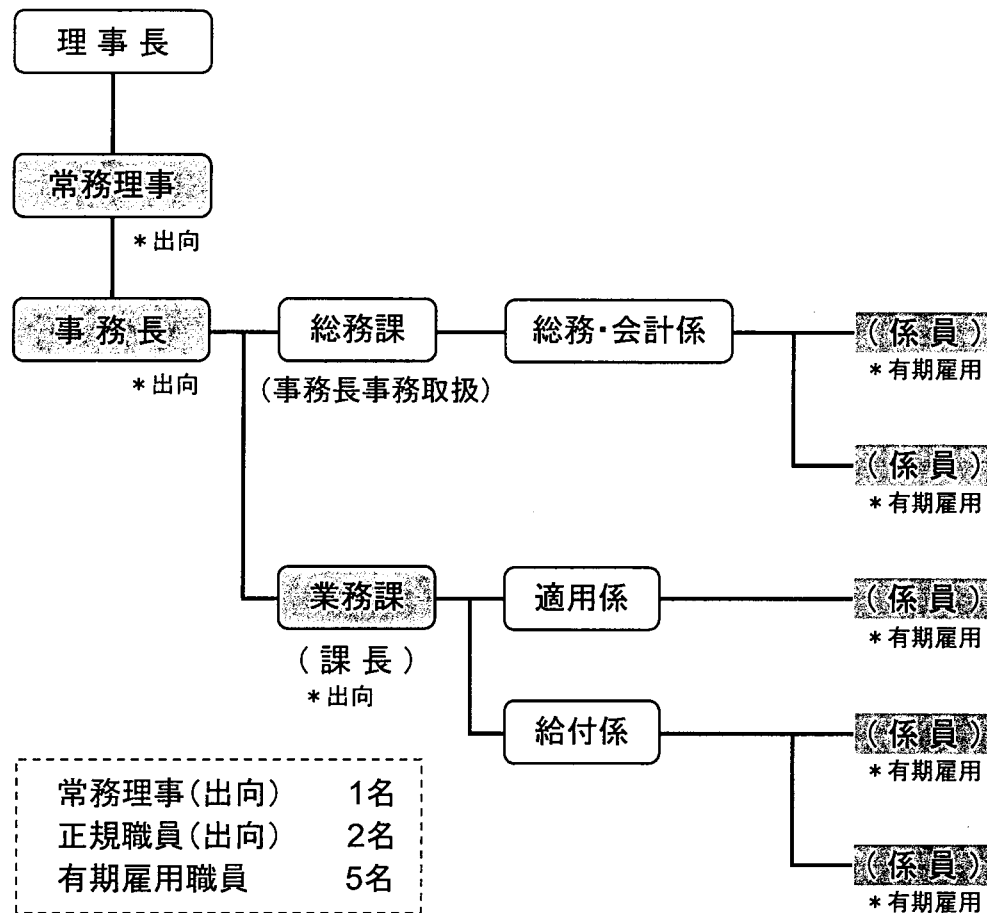 理事長
常務理事
＊出向
事務長
総務課
総務・会計係
(係員)
＊出向
(事務長事務取扱)
＊有期雇用
(係員)
＊有期雇用
業務課
適用係
(係員)
＊有期雇用
(課長)
＊出向
給付係
(係員)
＊有期雇用
常務理事(出向) 1名
正規職員(出向) 2名
有期雇用職員 5名
(係員)
＊有期雇用